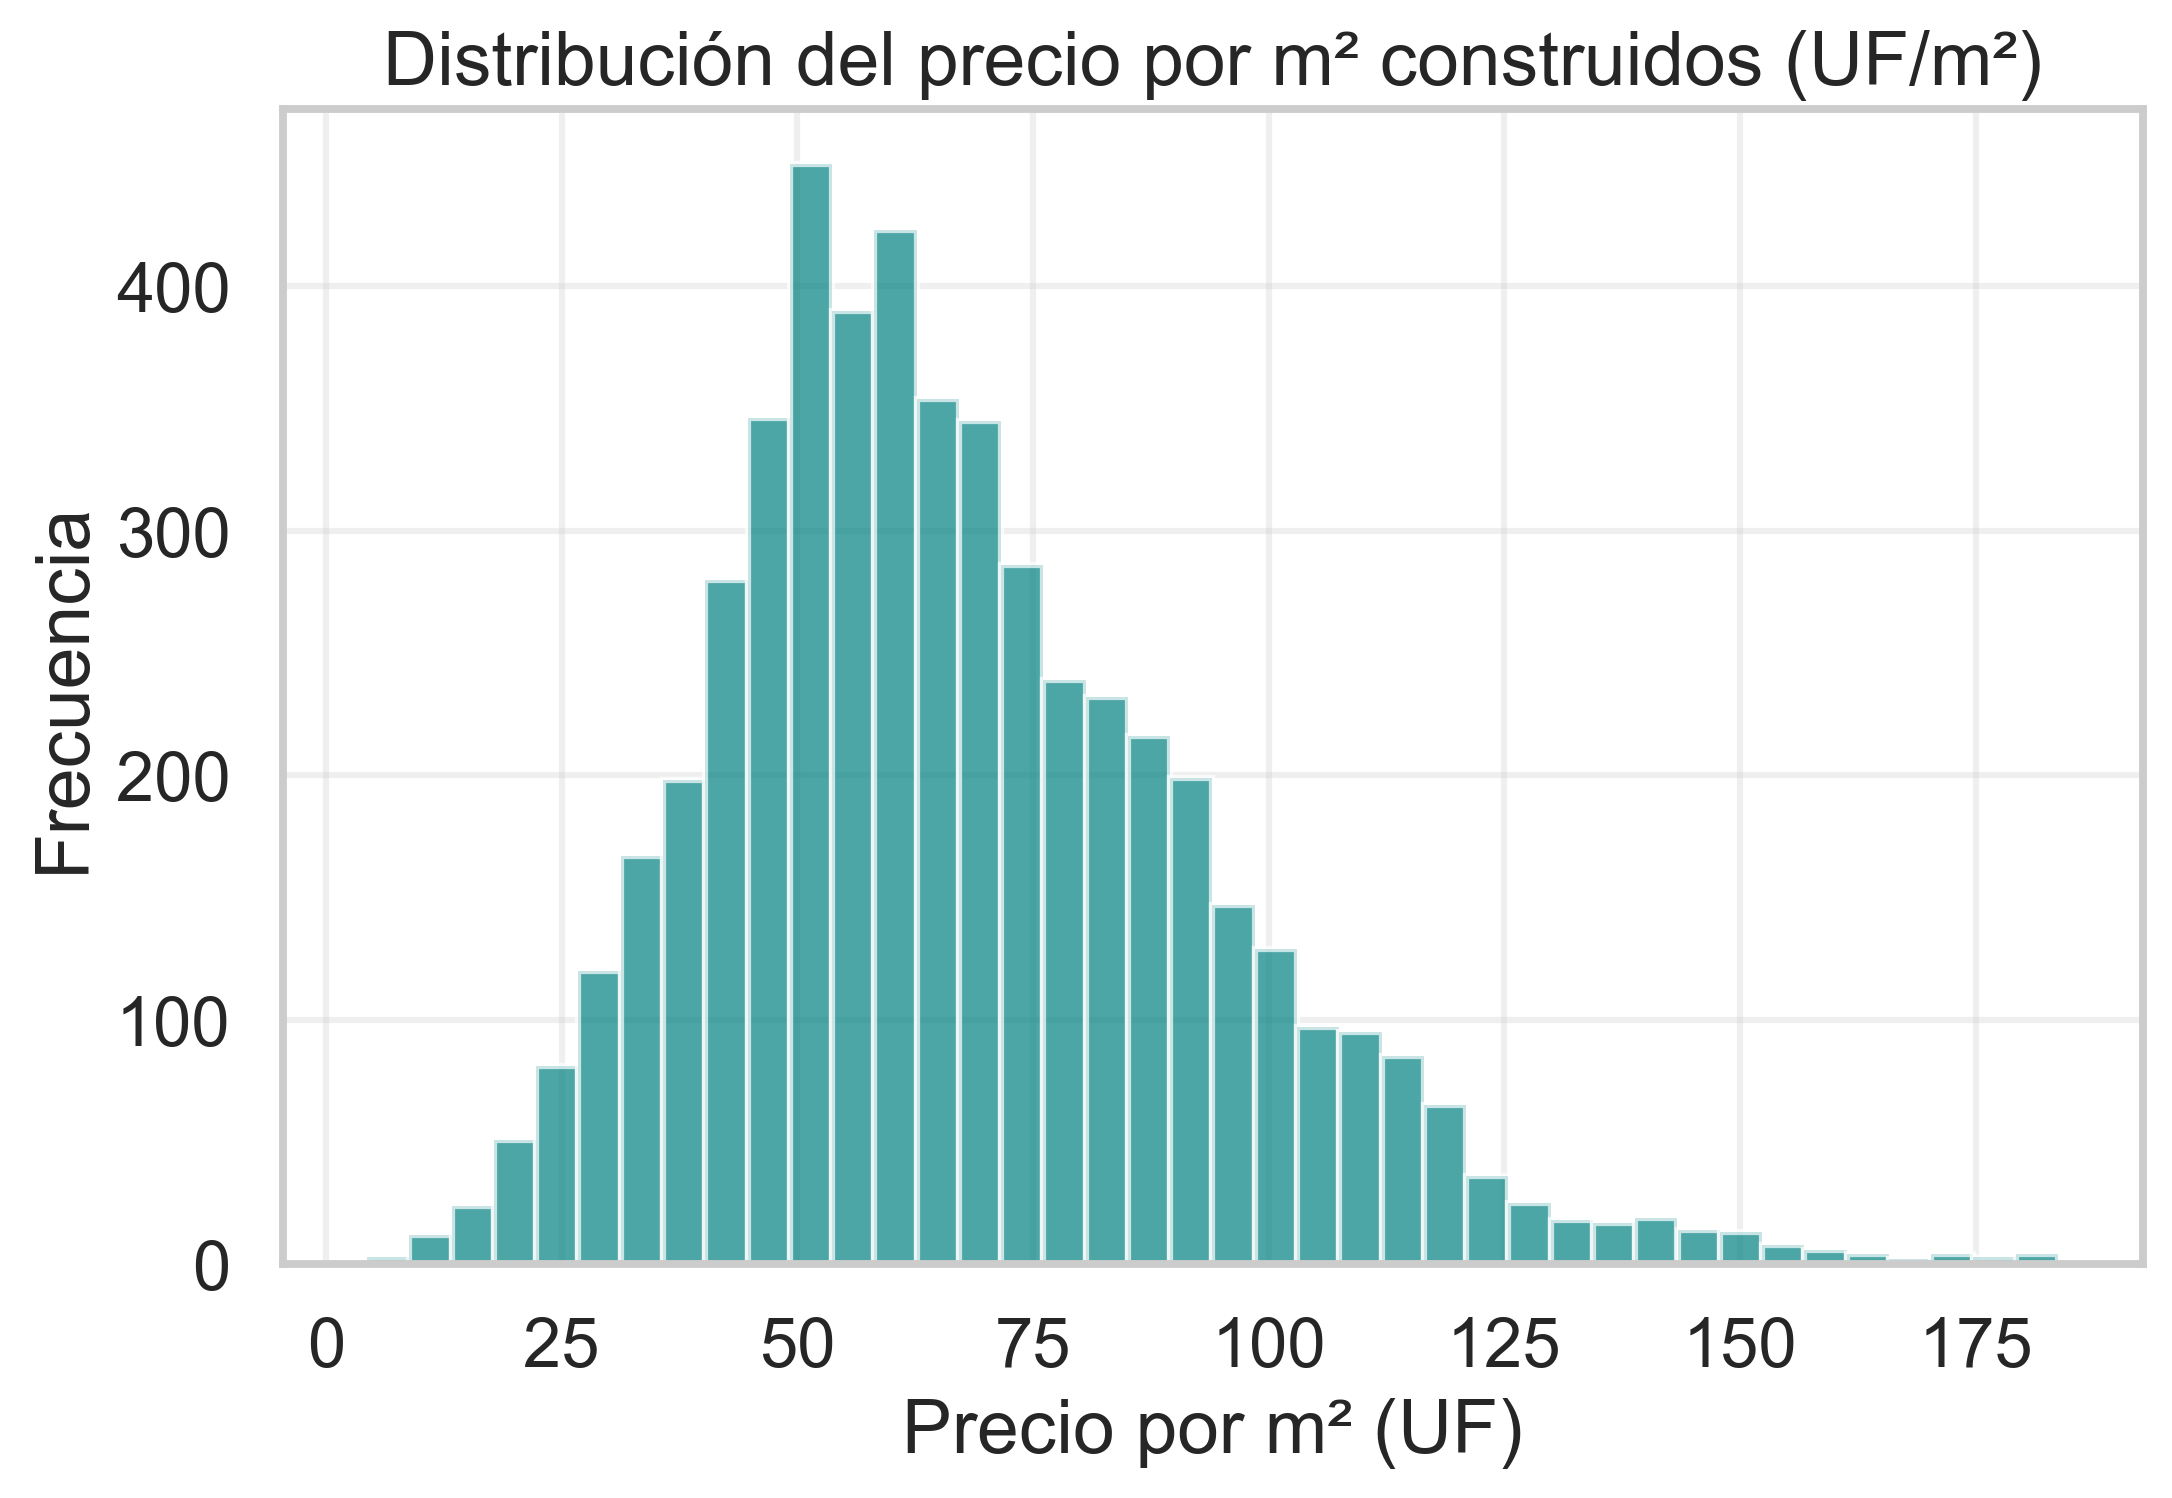 Distribución del precio por m² construidos (UF/m²)
Frecuencia
400
300
200
100
0
0 25 50 75 100 125 150 175
Precio por m² (UF)